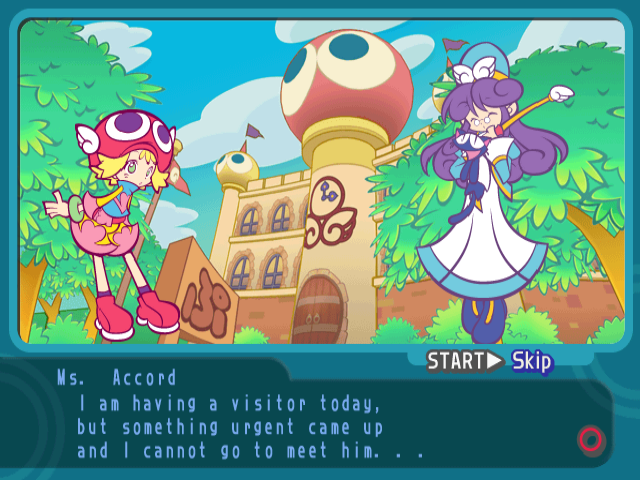 ぷ
START▶ Skip
Ms. Accord
I am having a visitor today,
but something urgent came up
and I cannot go to meet him. . .